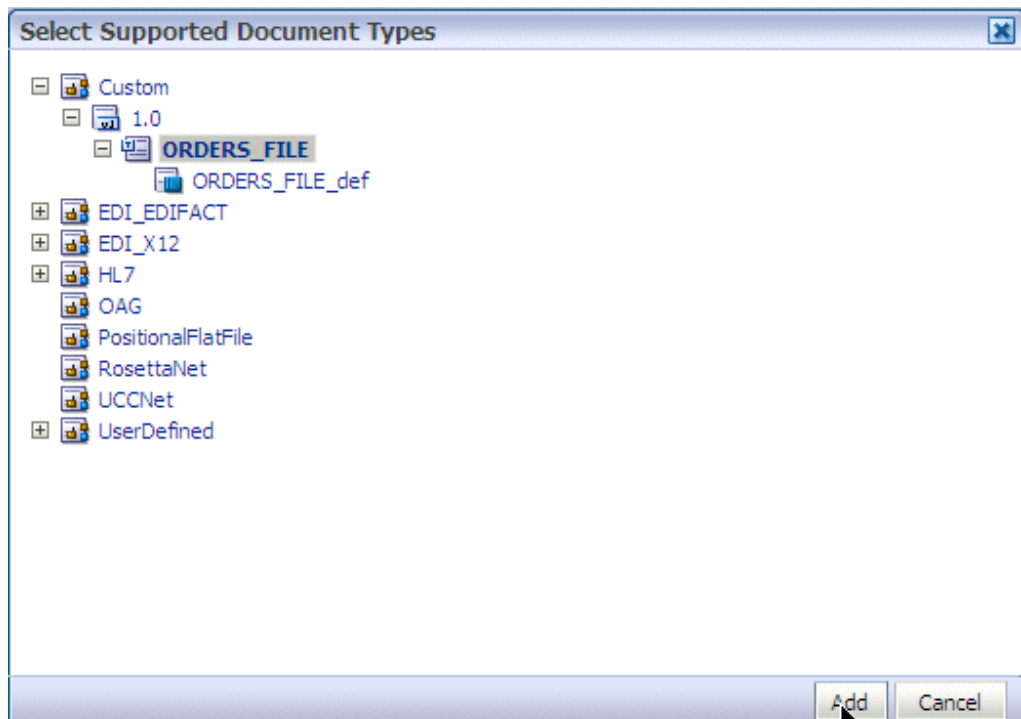 Select Supported Document Types
Custom
1.0
ORDERS_FILE
ORDERS_FILE_def
EDI_EDIFACT
EDI_X12
HL7
OAG
PositionalFlatFile
RosettaNet
UCCNet
UserDefined
Add Cancel